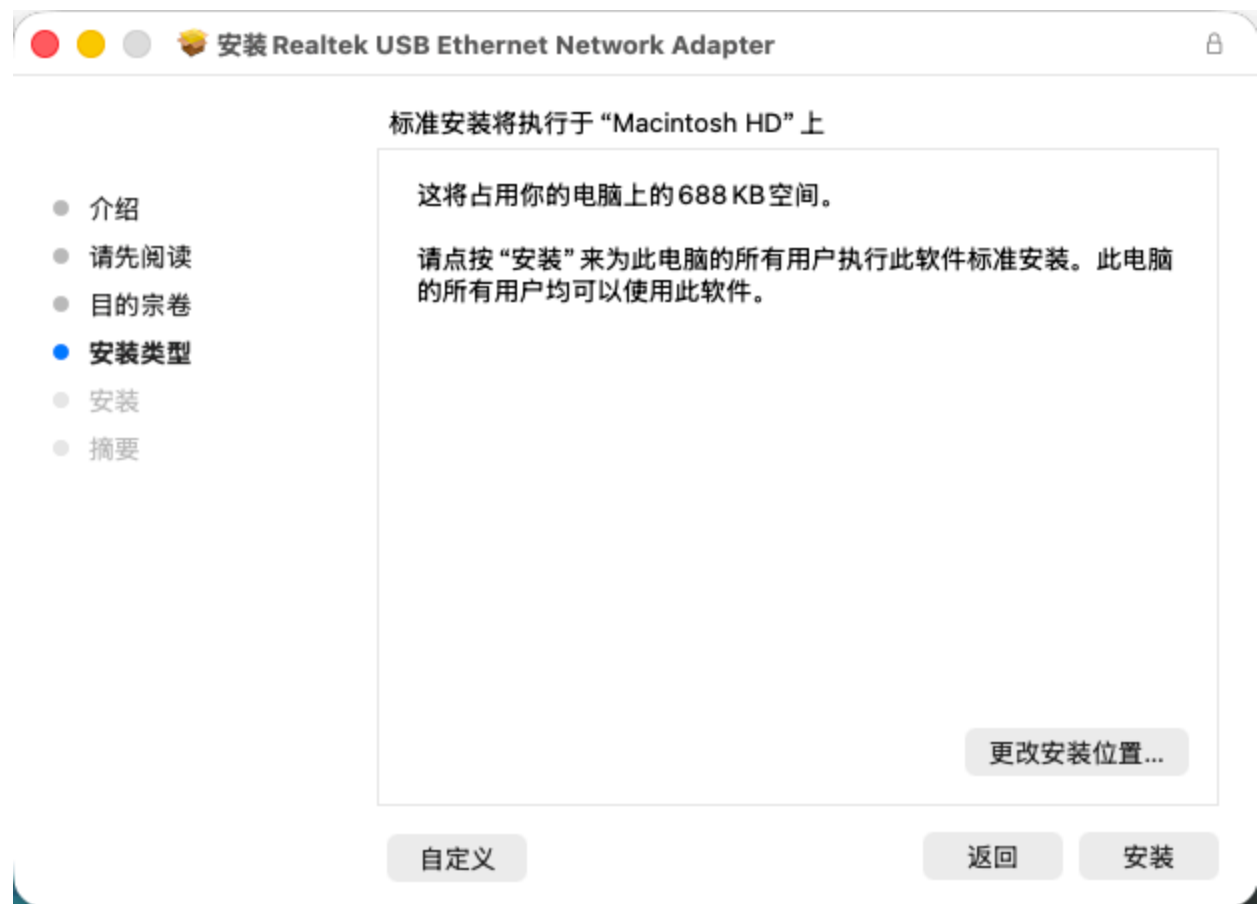 安装 Realtek USB Ethernet Network Adapter
标准安装将执行于 “Macintosh HD” 上
介绍
请先阅读
目的宗卷
安装类型
安装
摘要
这将占用你的电脑上的 688 KB 空间。
请点按 “安装” 来为此电脑的所有用户执行此软件标准安装。此电脑
的所有用户均可以使用此软件。
更改安装位置...
自定义
返回
安装